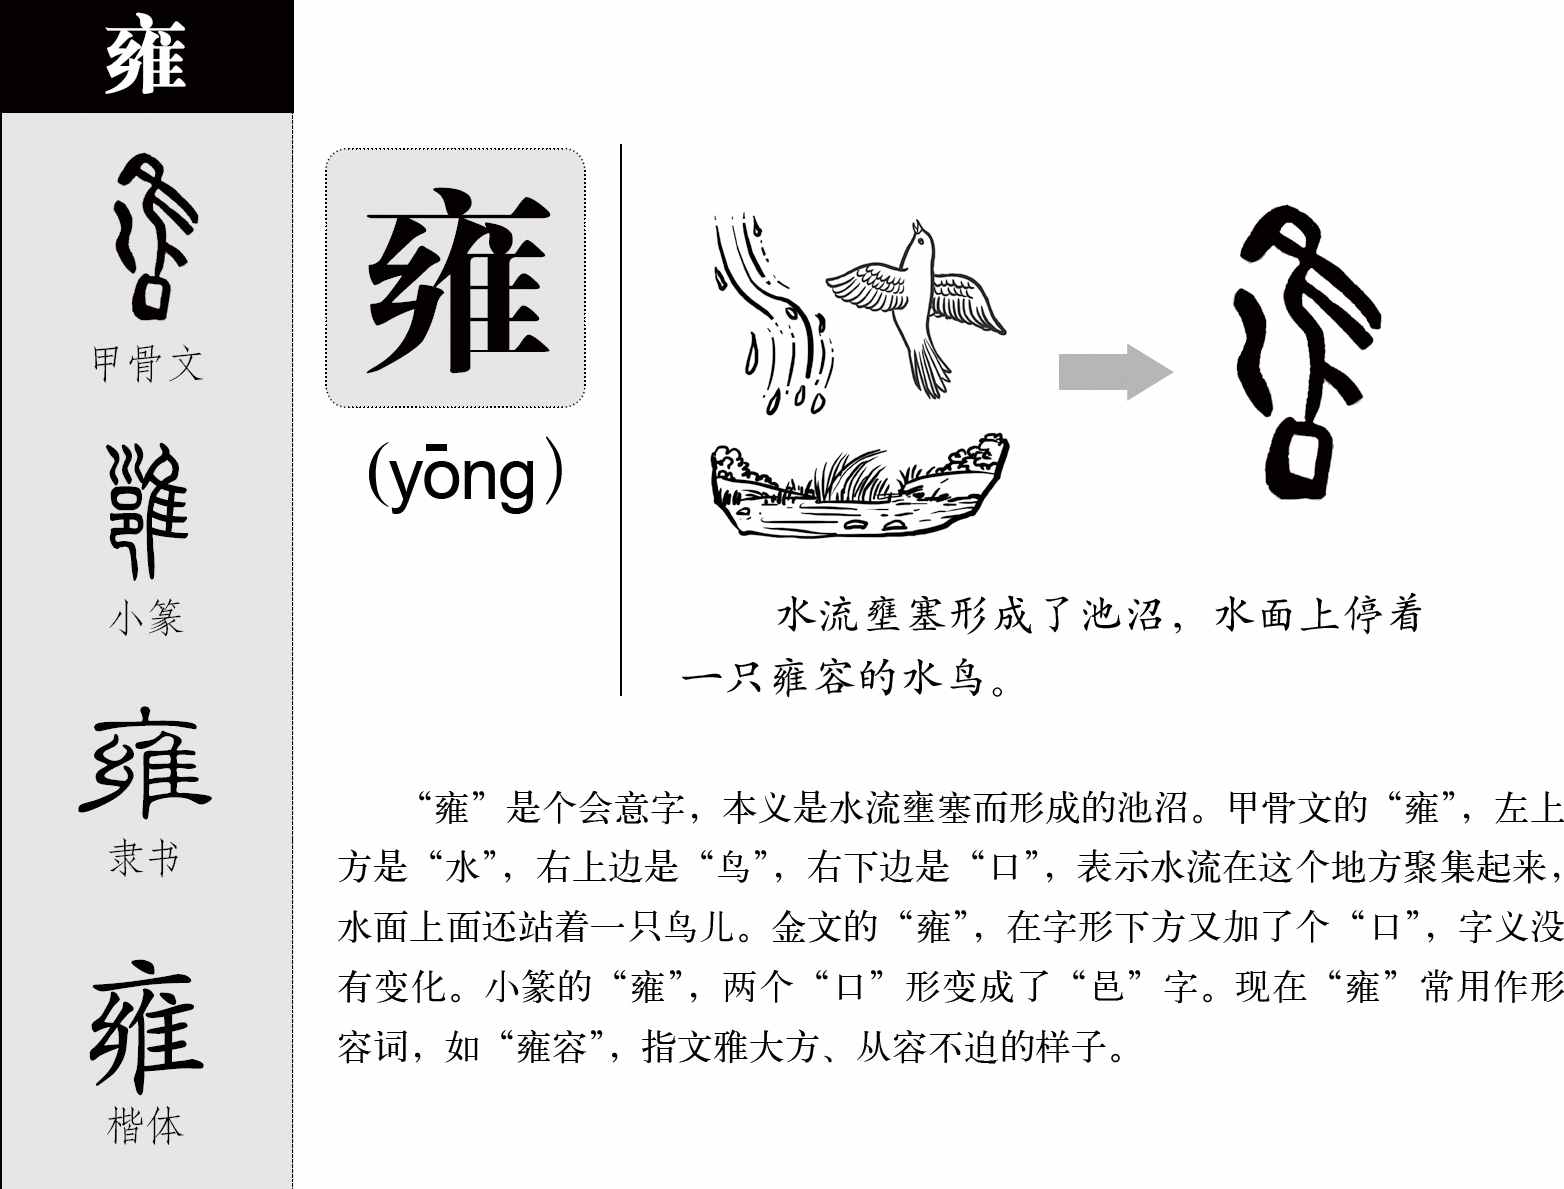 雍
甲骨文
小篆
隶书
楷体
雍
(yōng)
水流壅塞形成了池沼，水面上停着
一只雍容的水鸟。
“雍”是个会意字，本义是水流壅塞而形成的池沼。甲骨文的“雍”，左上
方是“水”，右上边是“鸟”，右下边是“口”，表示水流在这个地方聚集起来，
水面上面还站着一只鸟儿。金文的“雍”，在字形下方又加了个“口”，字义没
有变化。小篆的“雍”，两个“口”形变成了“邑”字。现在“雍”常用作形
容词，如“雍容”，指文雅大方、从容不迫的样子。